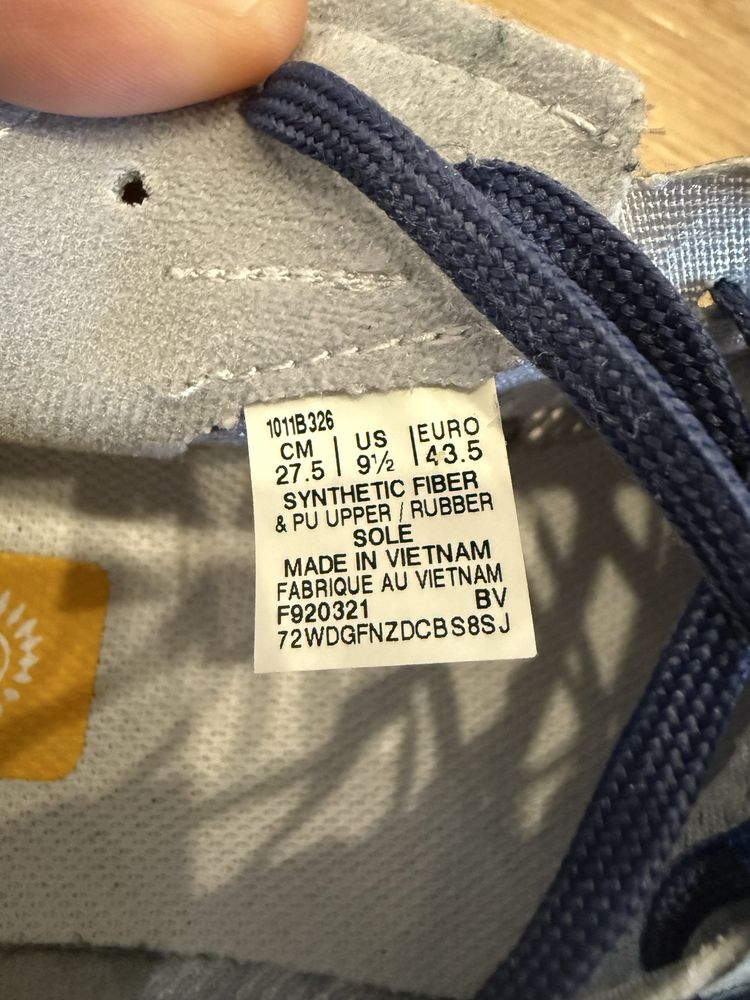 1011B326
CM | US | EURO
27.5 | 9½ | 43.5
SYNTHETIC FIBER
& PU UPPER / RUBBER
SOLE
MADE IN VIETNAM
FABRIQUE AU VIETNAM
F920321 BV
72WDGFNZDCBS8SJ